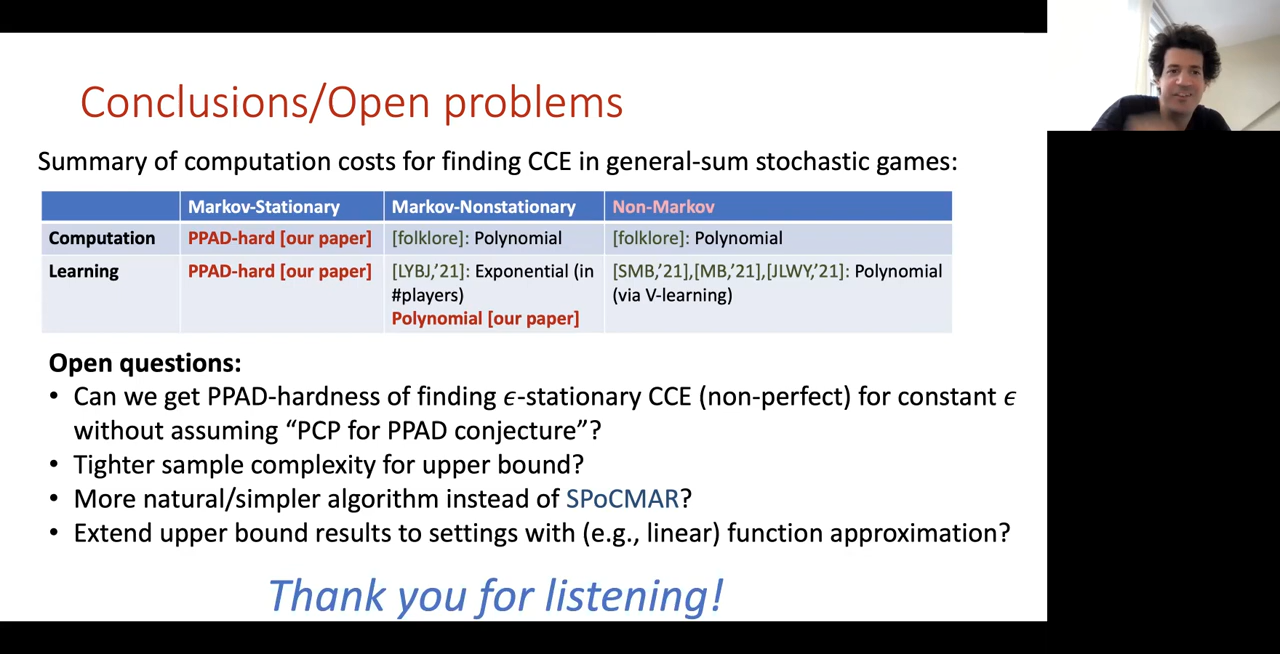 Conclusions/Open problems
Summary of computation costs for finding CCE in general-sum stochastic games:
Markov-Stationary Markov-Nonstationary Non-Markov
Computation PPAD-hard [our paper] [folklore]: Polynomial [folklore]: Polynomial
Learning PPAD-hard [our paper] [LYBJ,'21]: Exponential (in [SMB,'21],[MB,'21],[JLWY,'21]: Polynomial
#players) (via V-learning)
Polynomial [our paper]
Open questions:
• Can we get PPAD-hardness of finding ϵ-stationary CCE (non-perfect) for constant ϵ
without assuming “PCP for PPAD conjecture”?
• Tighter sample complexity for upper bound?
• More natural/simpler algorithm instead of SPoCMAR?
• Extend upper bound results to settings with (e.g., linear) function approximation?
Thank you for listening!